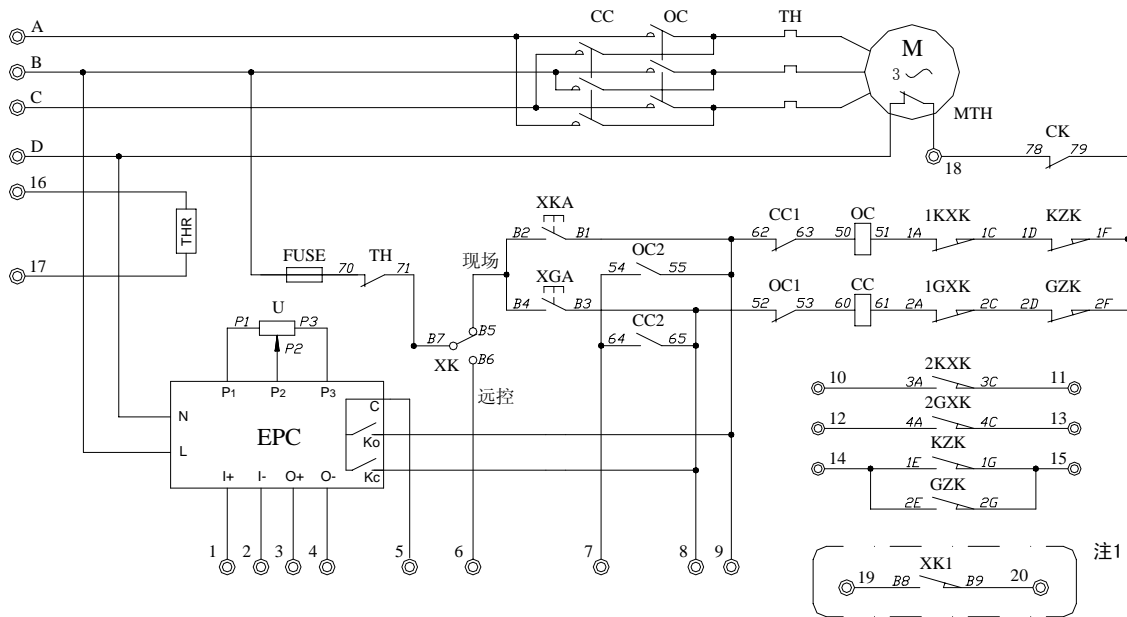 CC OC TH
A
B
C
D
M
3
MTH
CK
78 79
18
16
THR
17
XKA
B2 B1
CC1 OC 1KXK KZK
62 63 50 51 1A 1C 1D 1F
现场
OC2
54 55
FUSE 70 TH 71
XGA
B4 B3
OC1 CC 1GXK GZK
52 53 60 61 2A 2C 2D 2F
U
P1 P3
P2
B7 B5
XK B6
CC2
64 65
远控
P1 P2 P3
C
N
EPC
Ko
L
Kc
I+ I- O+ O-
2KXK
10 3A 3C 11
2GXK
12 4A 4C 13
KZK
14 1E 1G 15
GZK
2E 2G
1 2 3 4 5 6 7 8 9
注1
XK1
19 B8 B9 20